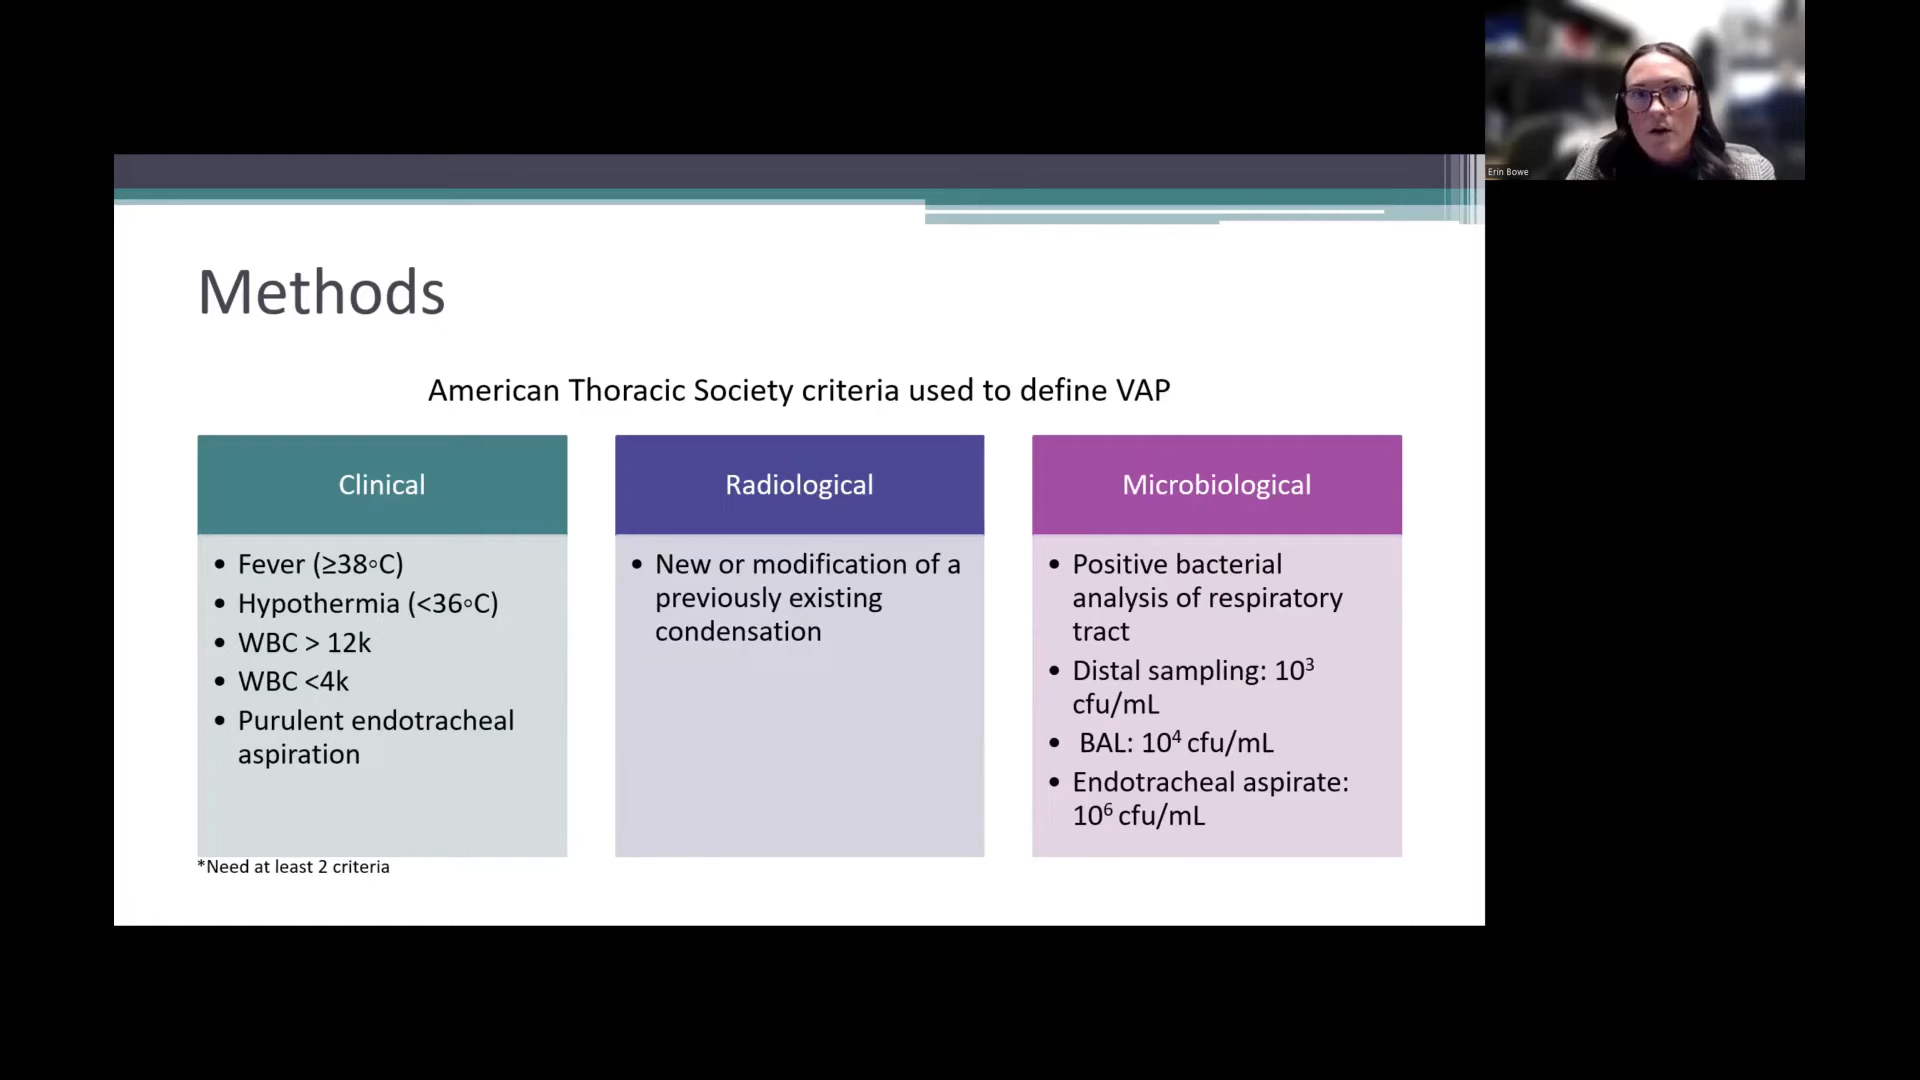 Erin Bowe
Methods
American Thoracic Society criteria used to define VAP
Clinical
• Fever (≥38◦C)
• Hypothermia (<36◦C)
• WBC > 12k
• WBC <4k
• Purulent endotracheal
aspiration
*Need at least 2 criteria
Radiological
• New or modification of a
previously existing
condensation
Microbiological
• Positive bacterial
analysis of respiratory
tract
• Distal sampling: 10³
cfu/mL
• BAL: 10⁴ cfu/mL
• Endotracheal aspirate:
10⁶ cfu/mL